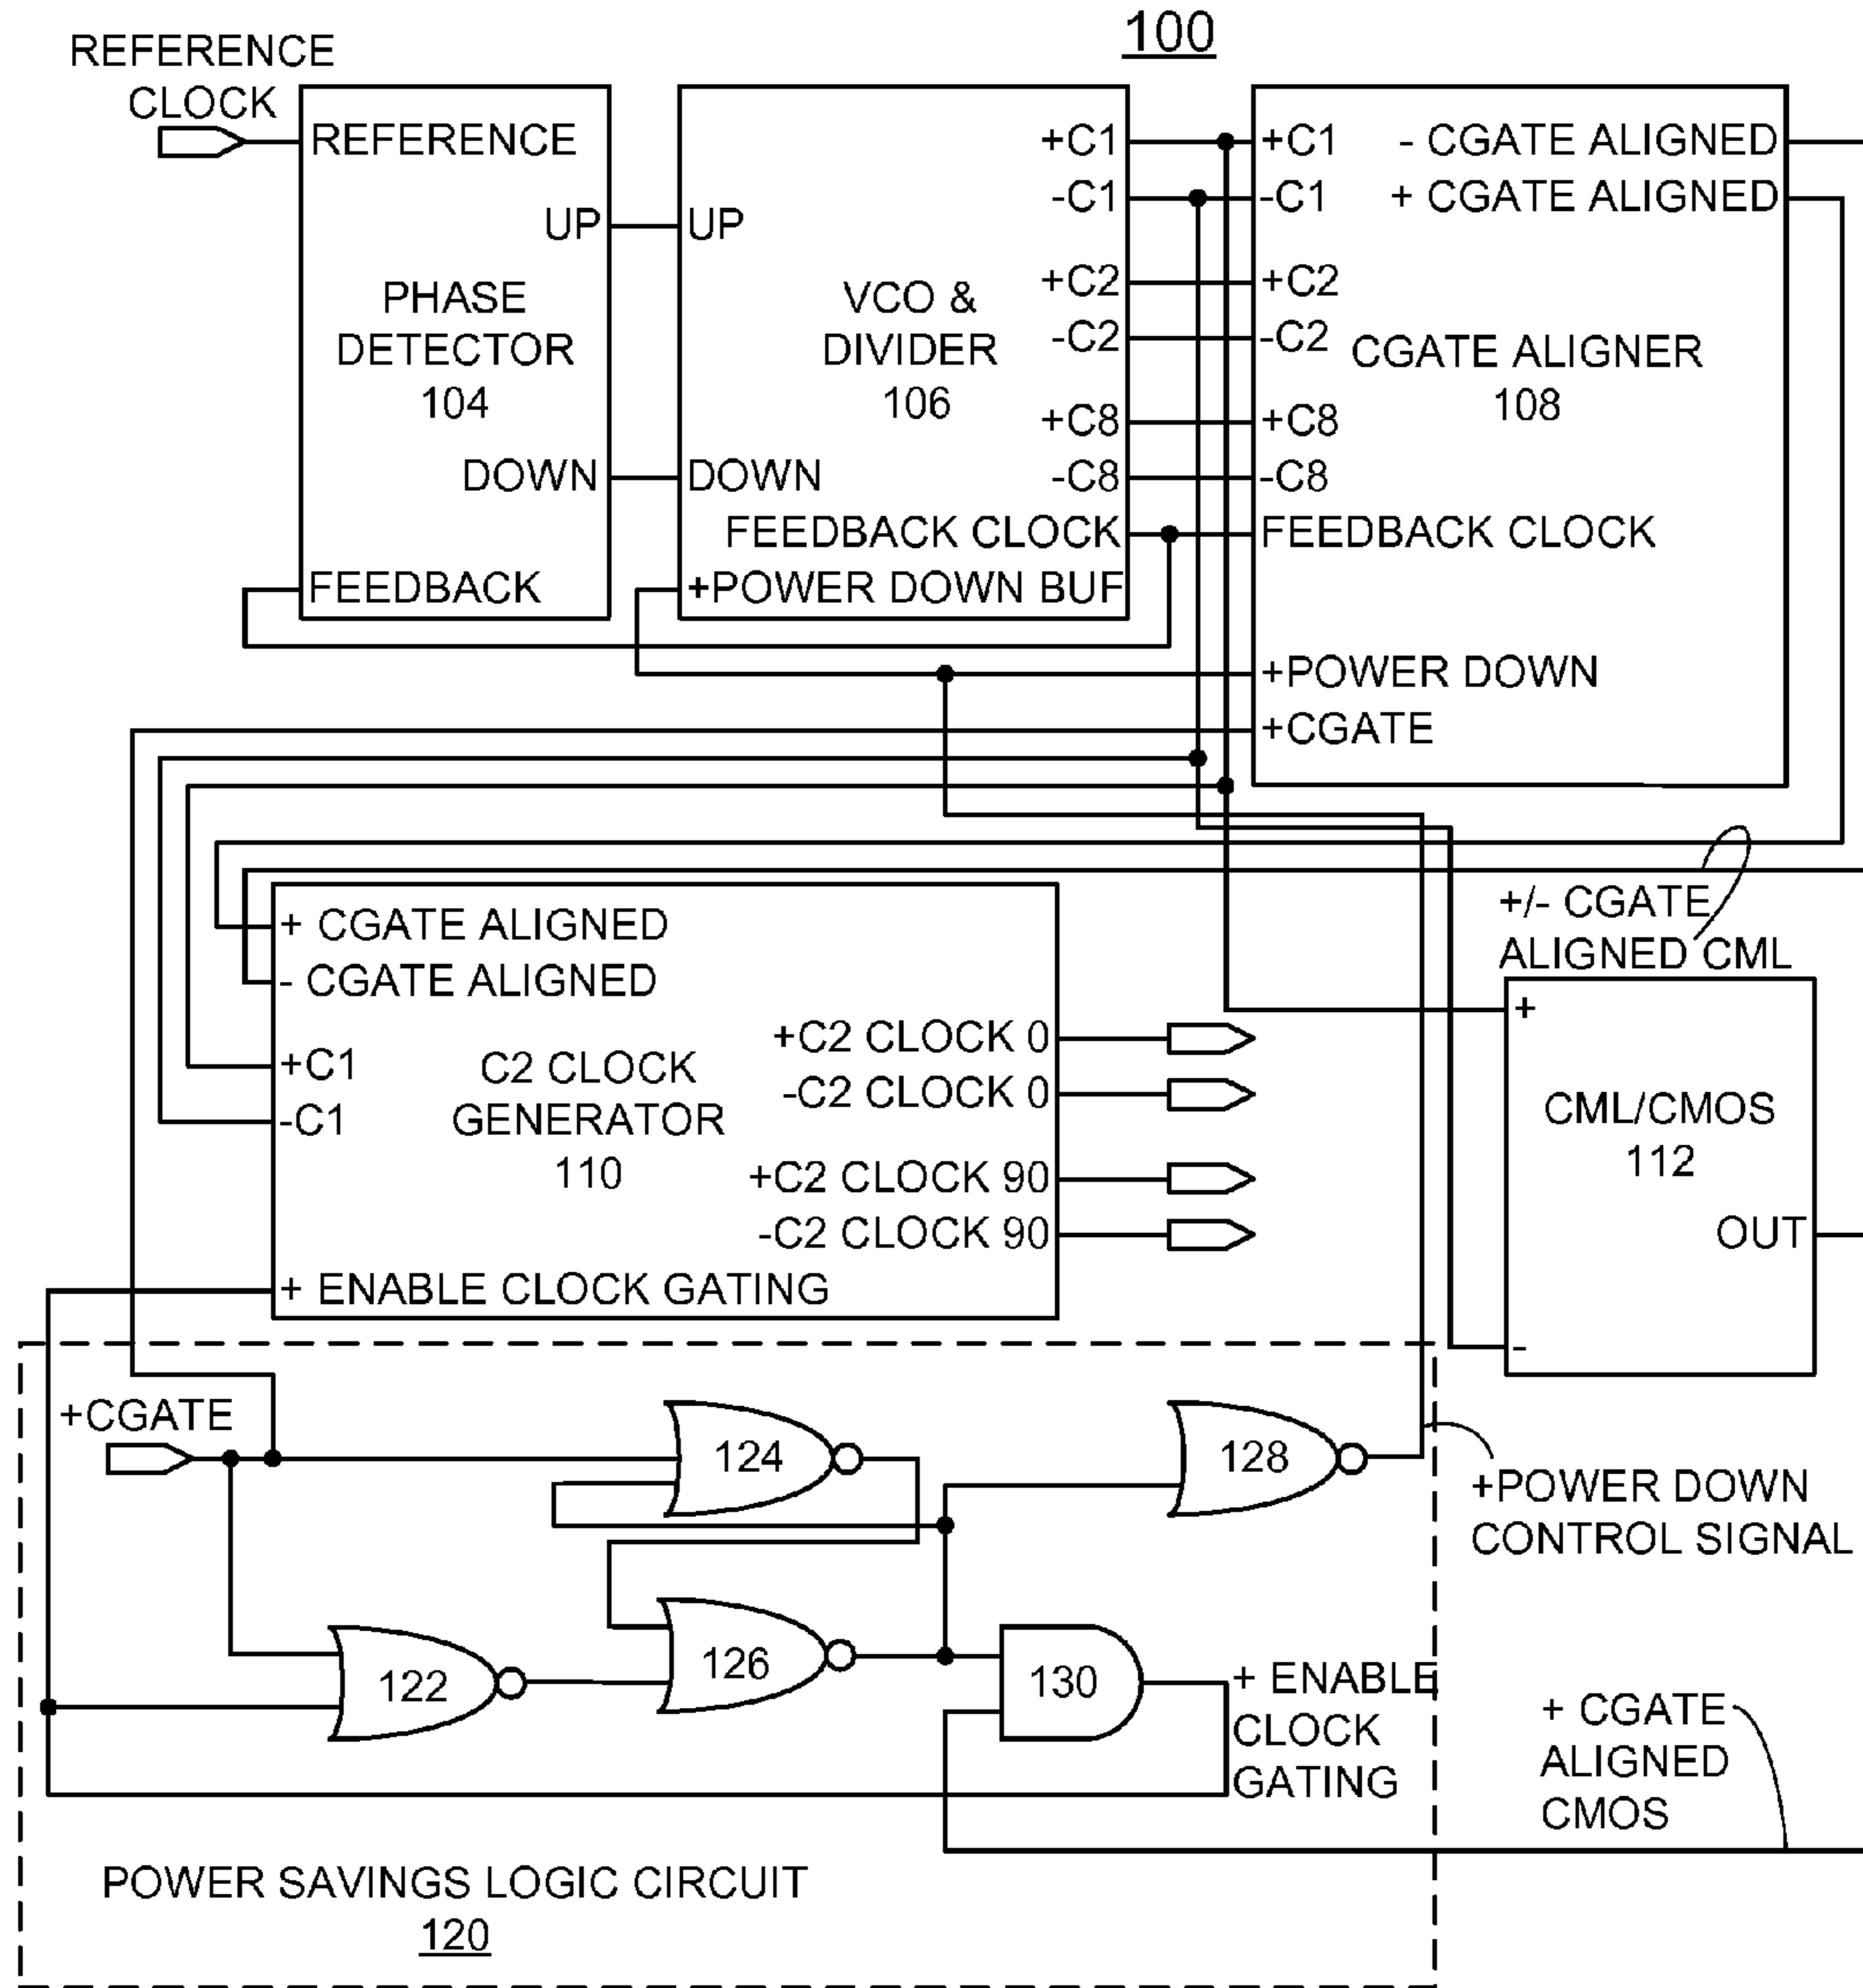 100
REFERENCE
CLOCK
REFERENCE
UP
PHASE
DETECTOR
104
DOWN
FEEDBACK
UP
VCO &
DIVIDER
106
DOWN
+C1
-C1
+C2
-C2
+C8
-C8
FEEDBACK CLOCK
+POWER DOWN BUF
+C1
-C1
+C2
-C2
+C8
-C8
- CGATE ALIGNED
+ CGATE ALIGNED
CGATE ALIGNER
108
FEEDBACK CLOCK
+POWER DOWN
+CGATE
+ CGATE ALIGNED
- CGATE ALIGNED
+C1
-C1
C2 CLOCK
GENERATOR
110
+C2 CLOCK 0
-C2 CLOCK 0
+C2 CLOCK 90
-C2 CLOCK 90
+ ENABLE CLOCK GATING
+/- CGATE
ALIGNED CML
+
CML/CMOS
112
OUT
-
+CGATE
124
128
+POWER DOWN
CONTROL SIGNAL
122
126
130
+ ENABLE
CLOCK
GATING
+ CGATE
ALIGNED
CMOS
POWER SAVINGS LOGIC CIRCUIT
120